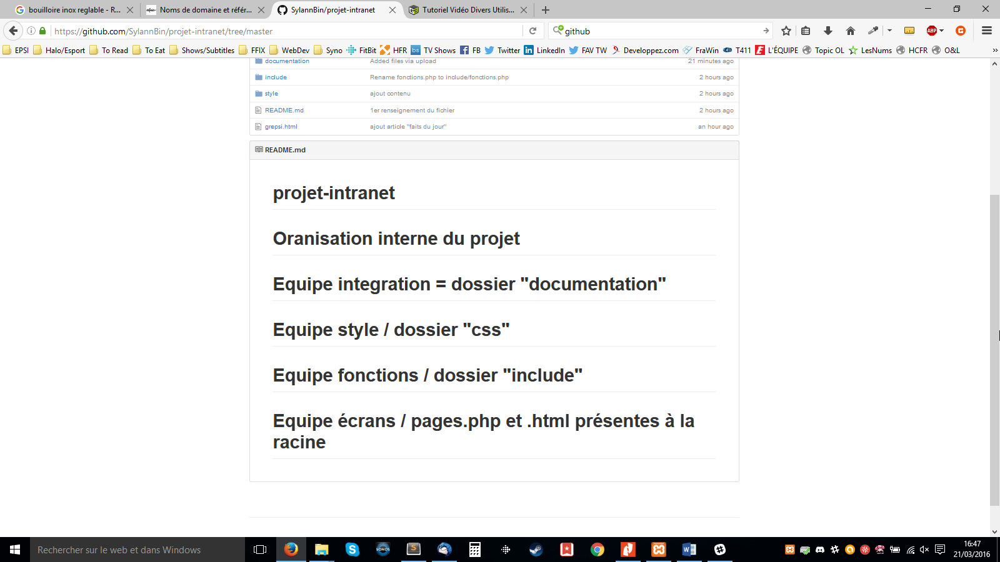 bouilloire inox reglable - R...
Noms de domaine et référ...
SylannBin/projet-intranet
Tutoriel Vidéo Divers Utilis...
https://github.com/SylannBin/projet-intranet/tree/master
github
ABP
G
EPSI
Halo/Esport
To Read
To Eat
Shows/Subtitles
FFIX
WebDev
Syno
FitBit
HFR
bs TV Shows
FB
Twitter
LinkedIn
FAV TW
Developpez.com
FraWin
T411
L'ÉQUIPE
Topic OL
LesNums
HCFR
O&L
documentation Added files via upload 21 minutes ago
include Rename fonctions.php to include/fonctions.php 2 hours ago
style ajout contenu 2 hours ago
README.md 1er renseignement du fichier 2 hours ago
grepsi.html ajout article "faits du jour" an hour ago
README.md
projet-intranet
Oranisation interne du projet
Equipe integration = dossier "documentation"
Equipe style / dossier "css"
Equipe fonctions / dossier "include"
Equipe écrans / pages.php et .html présentes à la
racine
Rechercher sur le web et dans Windows
SONOS
16:47
21/03/2016